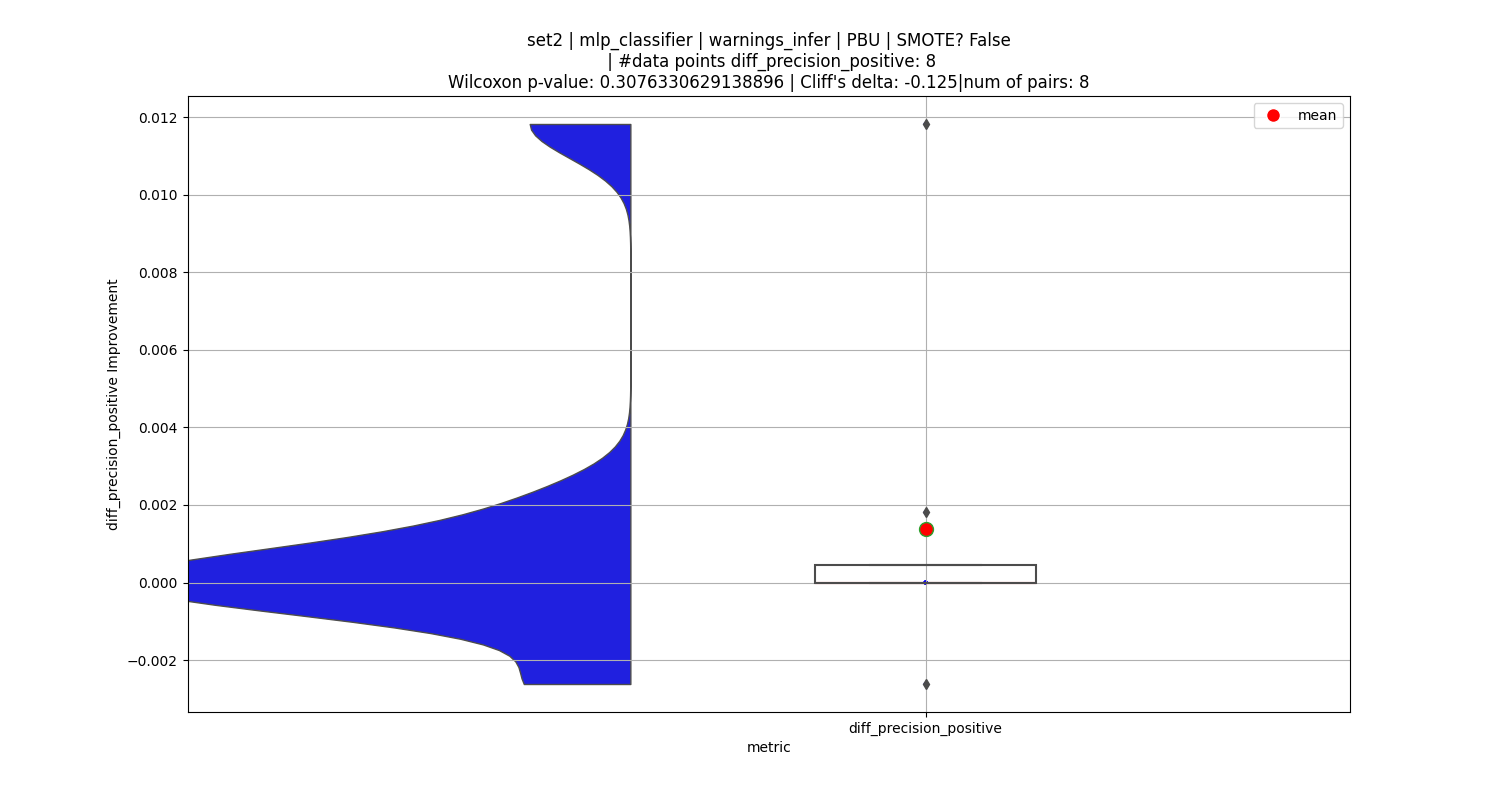 set2 | mlp_classifier | warnings_infer | PBU | SMOTE? False
| #data points diff_precision_positive: 8
Wilcoxon p-value: 0.3076330629138896 | Cliff's delta: -0.125|num of pairs: 8
mean
0.012
0.010
0.008
0.006
0.004
0.002
0.000
−0.002
diff_precision_positive Improvement
diff_precision_positive
metric